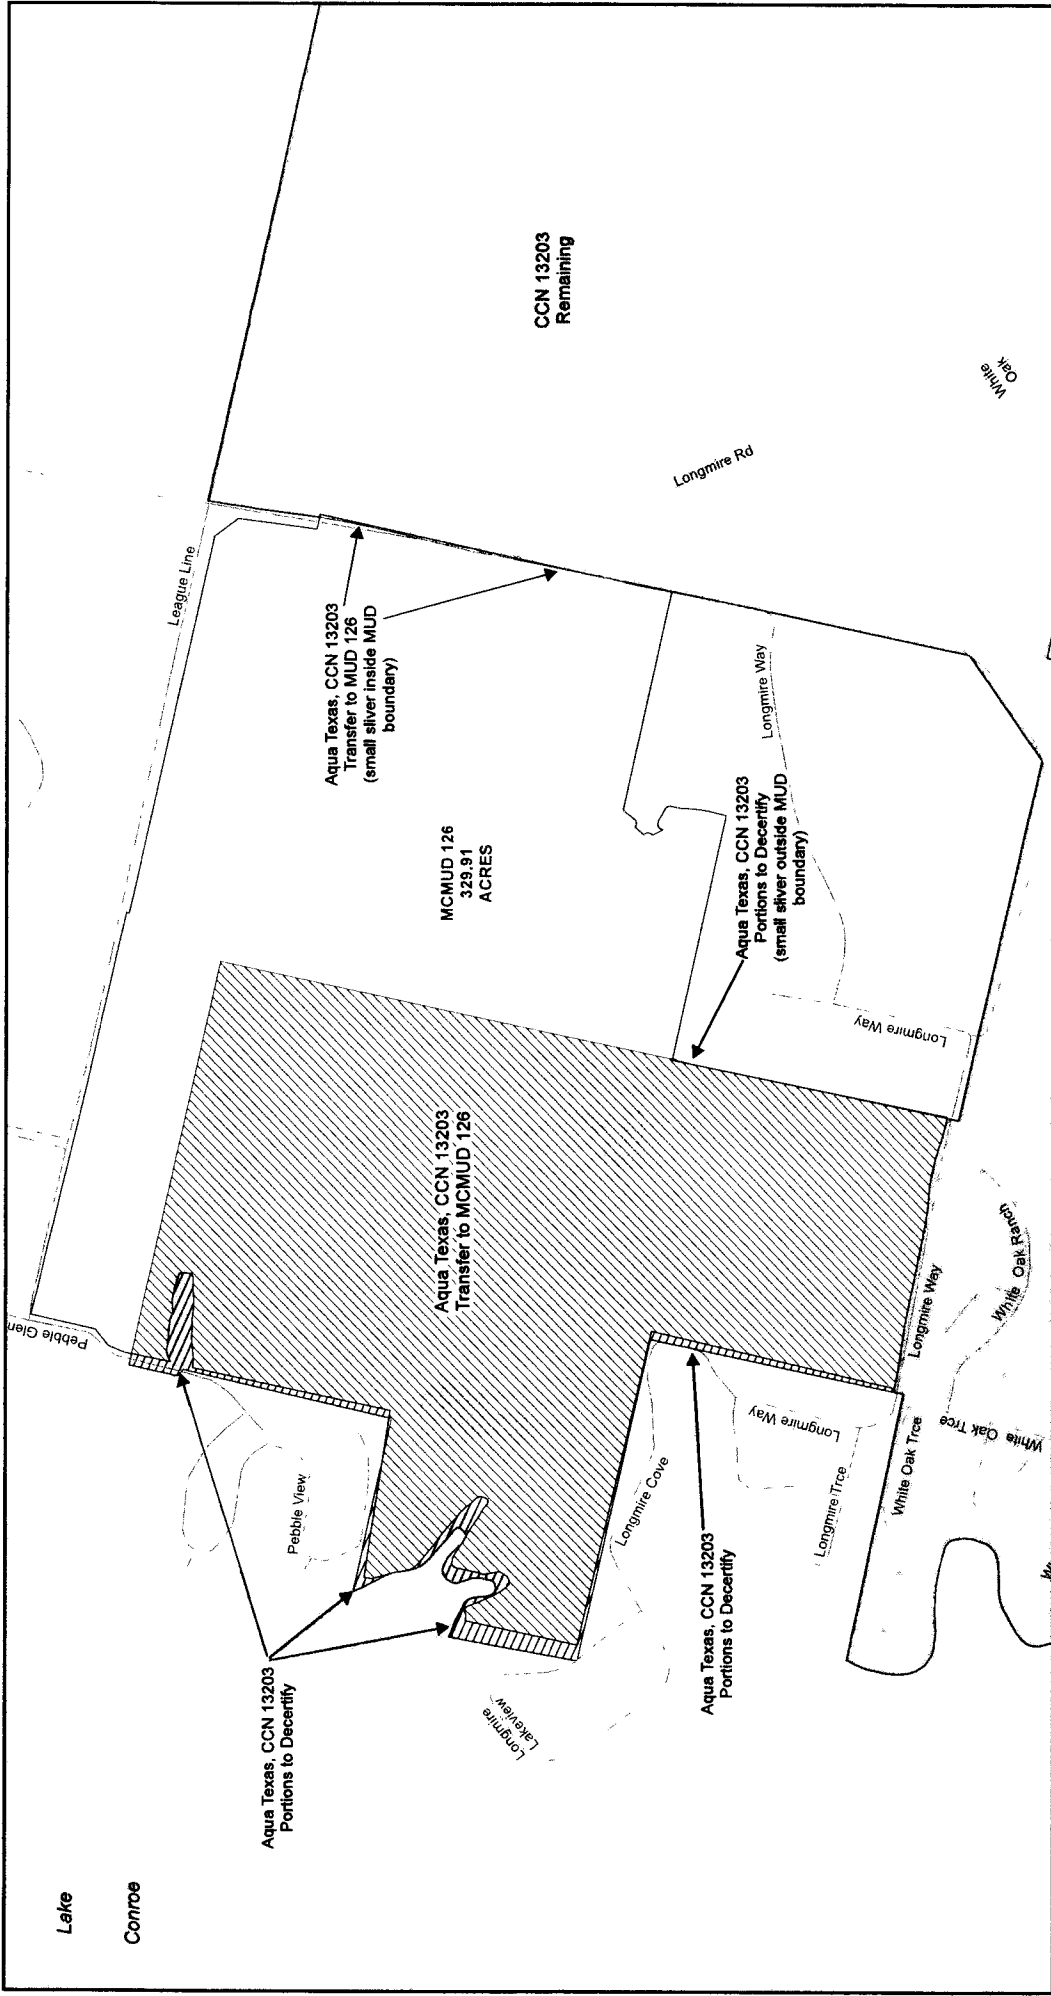 Lake
Conroe
Aqua Texas, CCN 13203
Portions to Decertify
Pebble Glen
Pebble View
Longmire
Lakeview
Aqua Texas, CCN 13203
Transfer to MCMUD 126
Longmire Cove
Aqua Texas, CCN 13203
Portions to Decertify
Longmire Way
Longmire Trce
White Oak Trce
White Oak Trce
Longmire Way
White Oak Ranch
League Line
MCMUD 126
329.91
ACRES
Aqua Texas, CCN 13203
Transfer to MUD 126
(small sliver inside MUD
boundary)
Aqua Texas, CCN 13203
Portions to Decertify
(small sliver outside MUD
boundary)
Longmire Way
Longmire Way
Longmire Rd
CCN 13203
Remaining
White
Oak